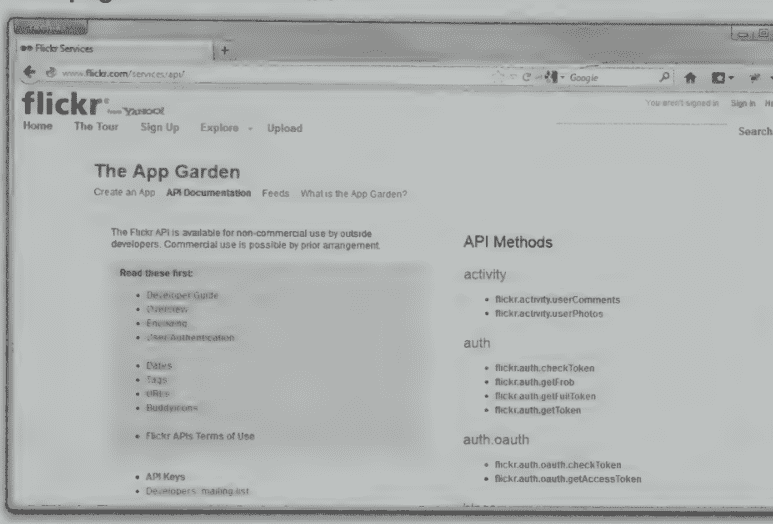 Flickr Services
+
www.flickr.com/services/api/
Google
flickr from YAHOO!
You aren't signed in Sign In
Home The Tour Sign Up Explore Upload
Search
The App Garden
Create an App API Documentation Feeds What is the App Garden?
The Flickr API is available for non-commercial use by outside
developers. Commercial use is possible by prior arrangement.
Read these first:
• Developer Guide
• Overview
• Encoding
• User Authentication
• Dates
• Tags
• URLs
• Buddyicons
• Flickr APIs Terms of Use
• API Keys
• Developers' mailing list
API Methods
activity
• flickr.activity.userComments
• flickr.activity.userPhotos
auth
• flickr.auth.checkToken
• flickr.auth.getFrob
• flickr.auth.getFullToken
• flickr.auth.getToken
auth.oauth
• flickr.auth.oauth.checkToken
• flickr.auth.oauth.getAccessToken